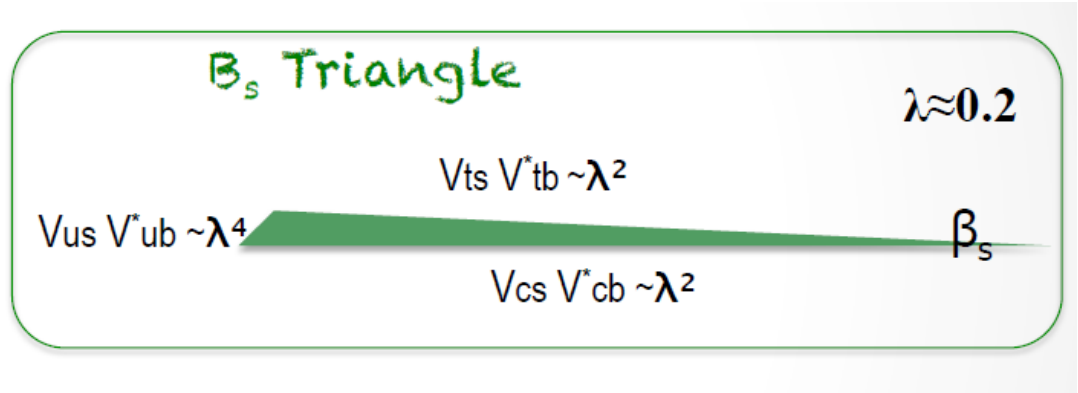 Bs Triangle
λ≈0.2
Vts V*tb ~λ²
Vus V*ub ~λ⁴
βs
Vcs V*cb ~λ²